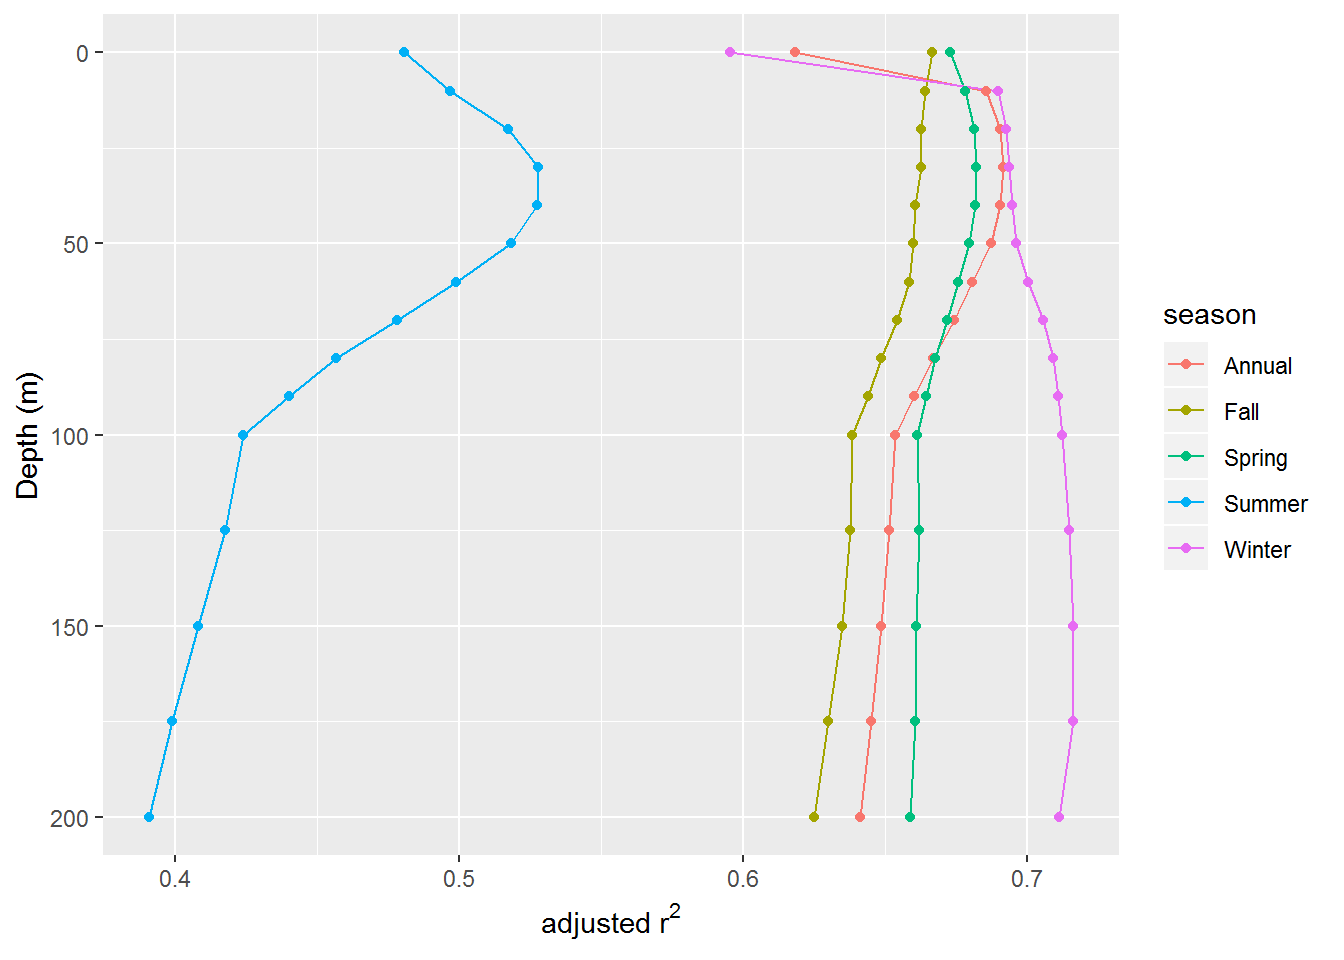 0
50
100
150
200
Depth (m)
0.4 0.5 0.6 0.7
adjusted r²
season
Annual
Fall
Spring
Summer
Winter